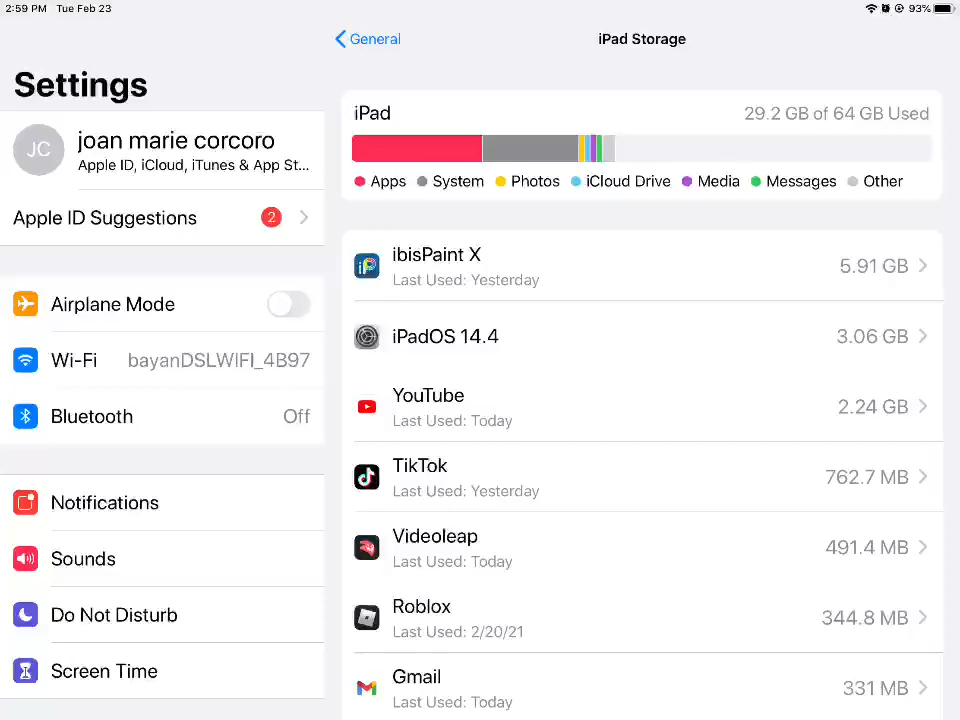 2:59 PM Tue Feb 23
93%
Settings
JC
joan marie corcoro
Apple ID, iCloud, iTunes & App St...
Apple ID Suggestions 2
Airplane Mode
Wi-Fi bayanDSLWIFI_4B97
Bluetooth Off
Notifications
Sounds
Do Not Disturb
Screen Time
General
iPad Storage
iPad 29.2 GB of 64 GB Used
Apps System Photos iCloud Drive Media Messages Other
ibisPaint X
Last Used: Yesterday
5.91 GB
iPadOS 14.4
3.06 GB
YouTube
Last Used: Today
2.24 GB
TikTok
Last Used: Yesterday
762.7 MB
Videoleap
Last Used: Today
491.4 MB
Roblox
Last Used: 2/20/21
344.8 MB
Gmail
Last Used: Today
331 MB